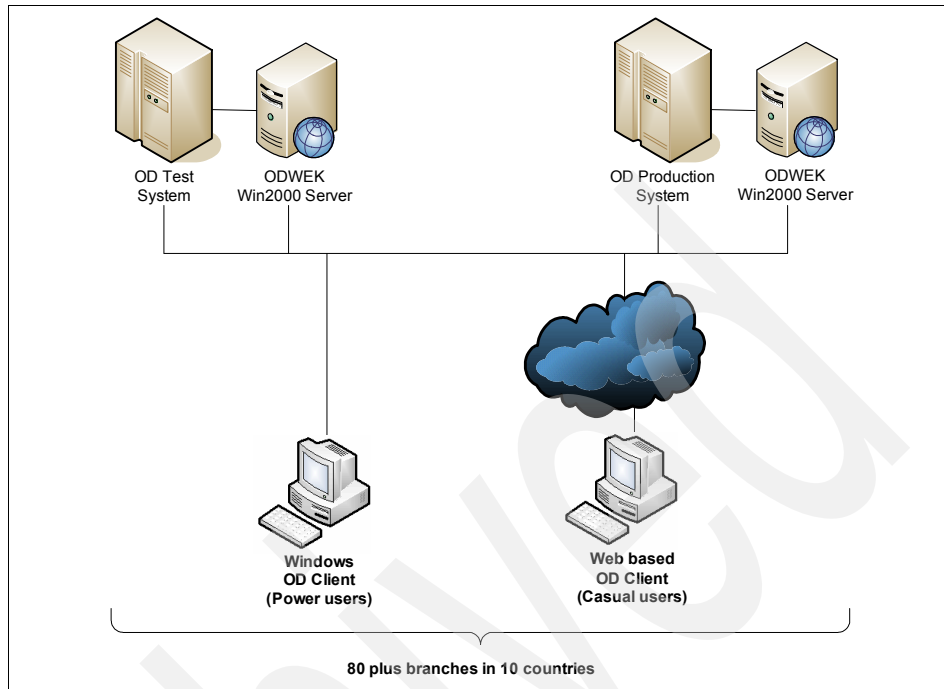 OD Test
System
ODWEK
Win2000 Server
OD Production
System
ODWEK
Win2000 Server
Windows
OD Client
(Power users)
Web based
OD Client
(Casual users)
80 plus branches in 10 countries